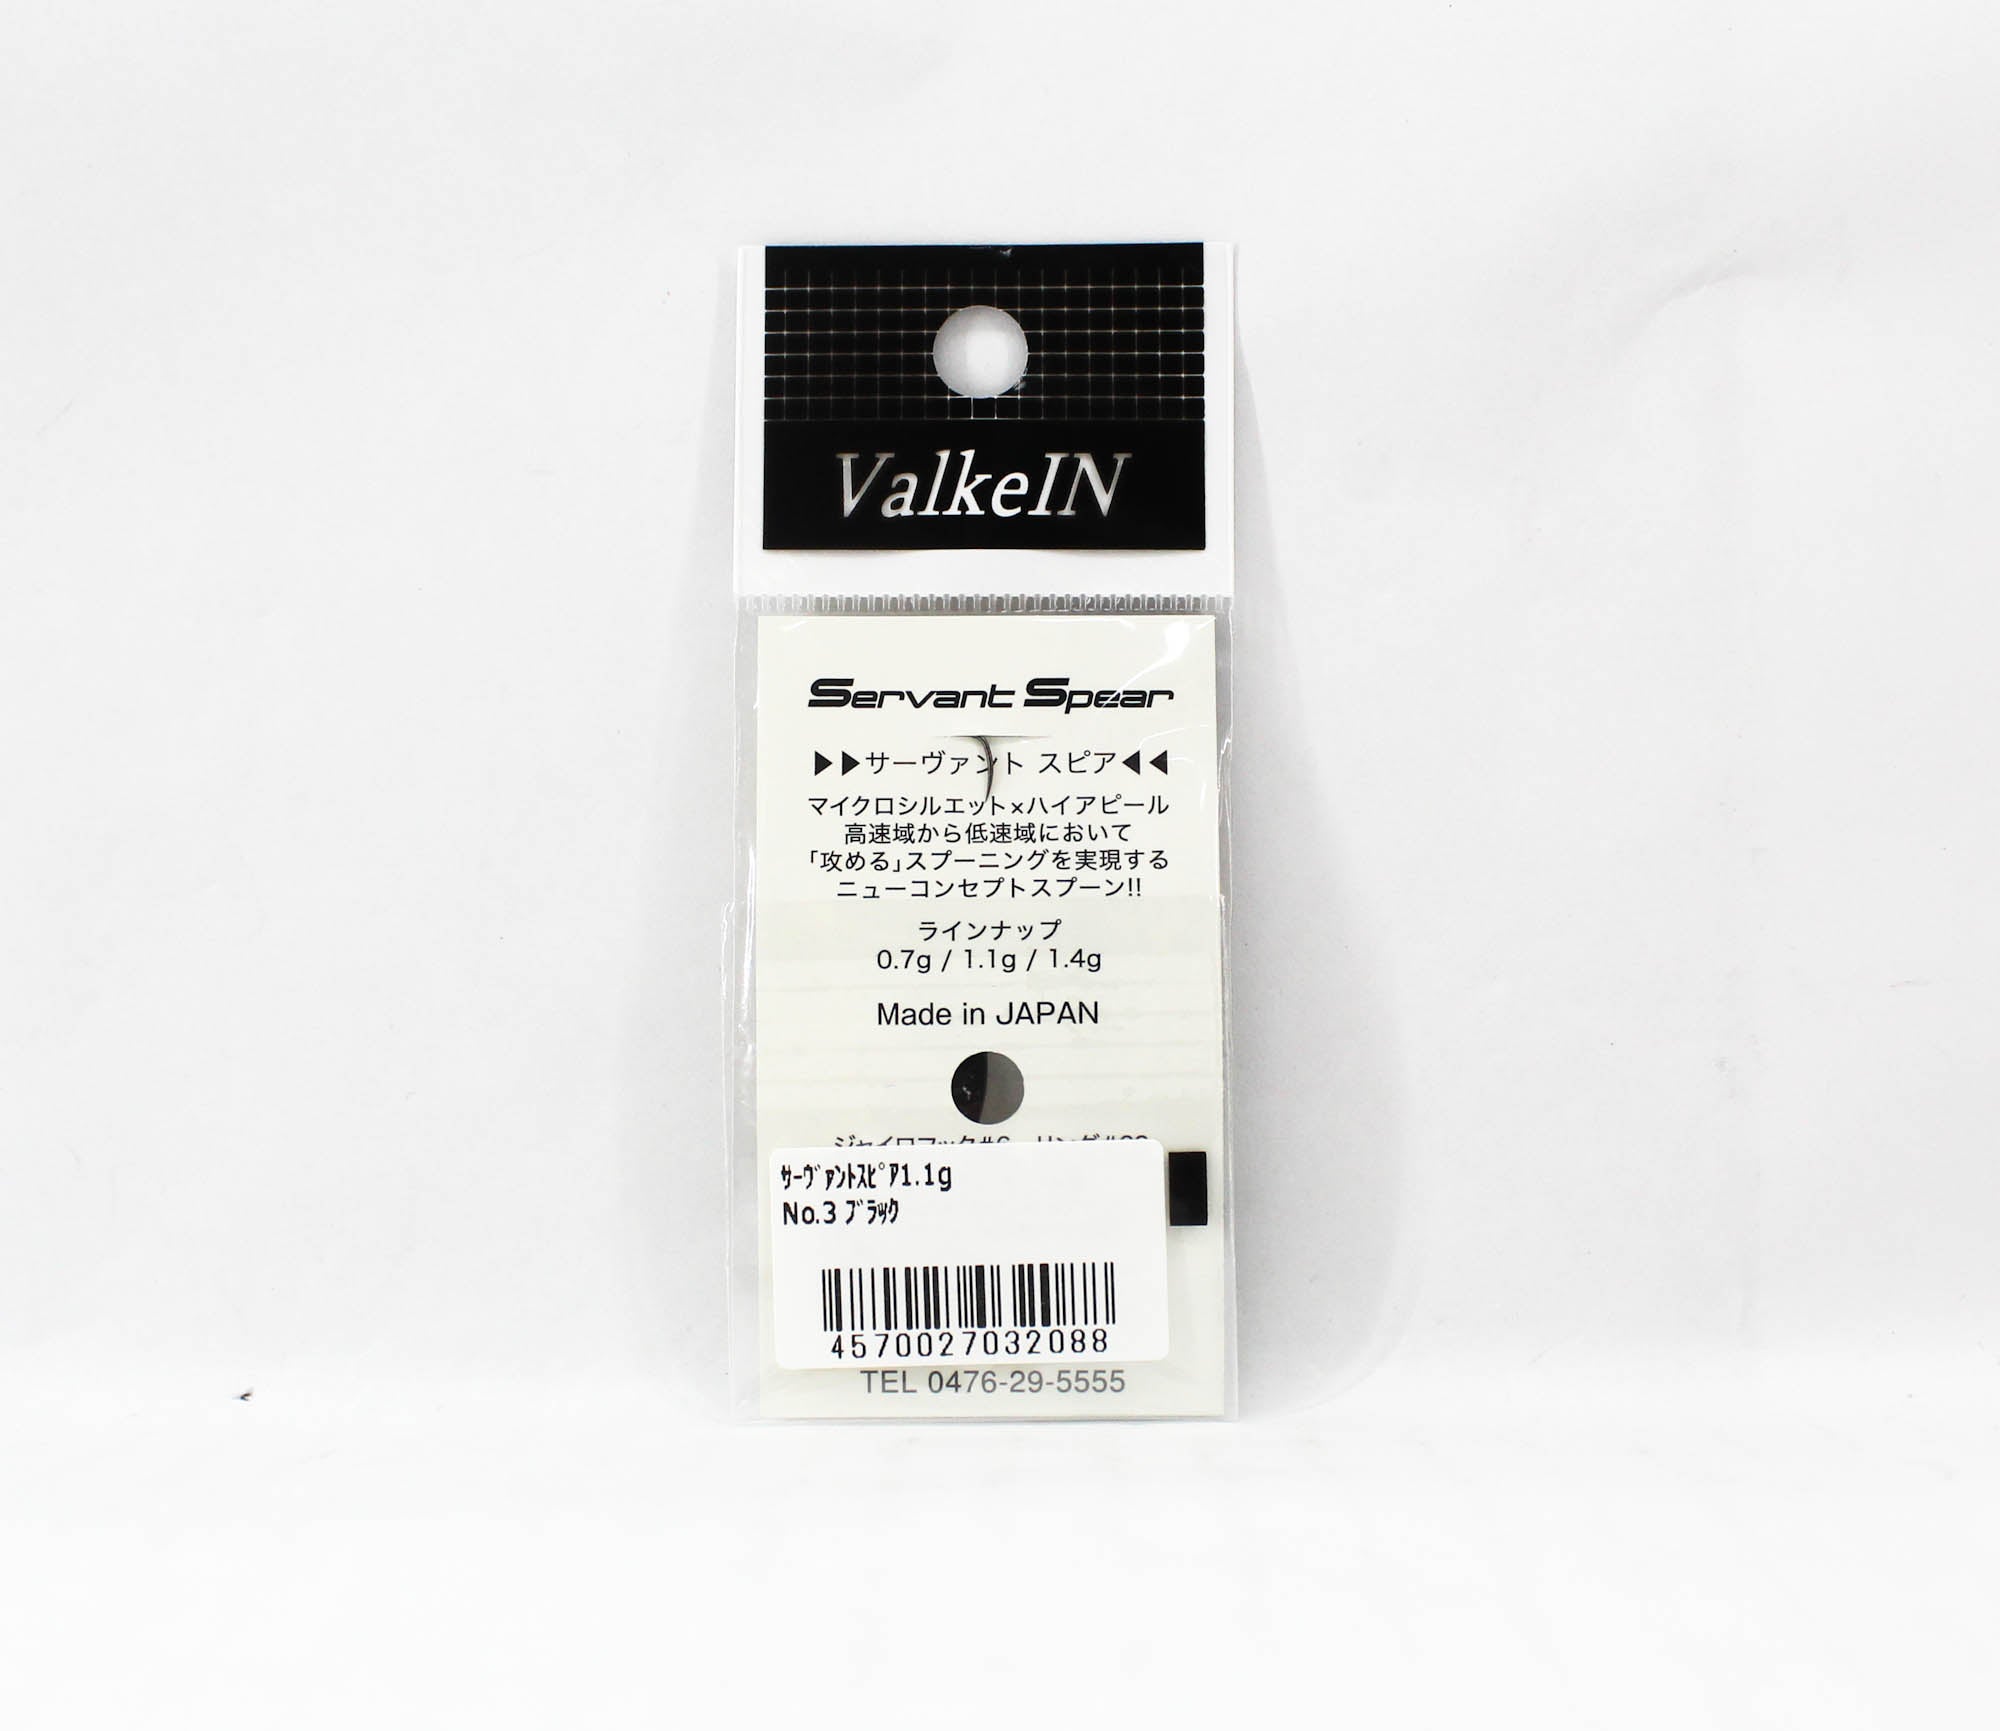 ValkeIN
Servant Spear
▶▶サーヴァント スピア◀◀
マイクロシルエット×ハイアピール
高速域から低速域において
「攻める」スプーニングを実現する
ニューコンセプトスプーン!!
ラインナップ
0.7g / 1.1g / 1.4g
Made in JAPAN
ｻｰｳﾞｧﾝﾄｽﾋﾟｱ1.1g
No.3 ﾌﾞﾗｯｸ
4570027032088
TEL 0476-29-5555